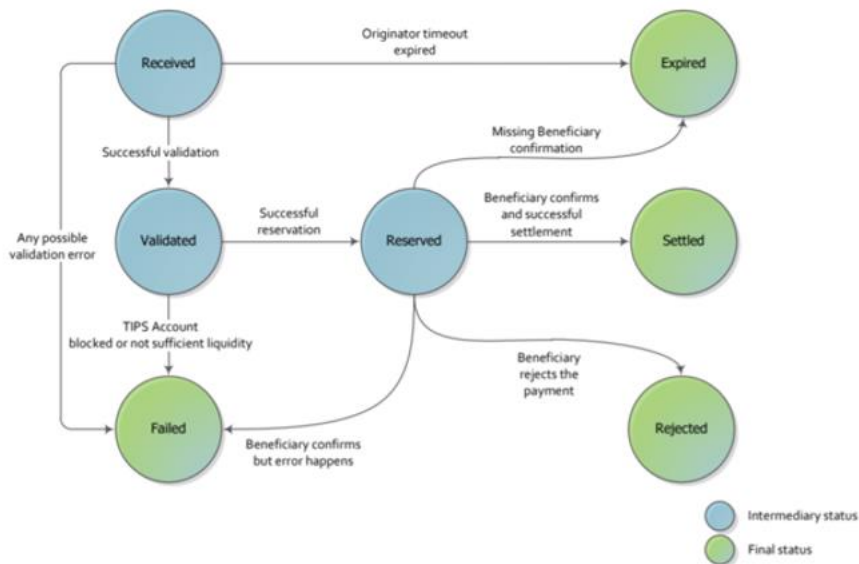 Originator timeout
expired
Received
Expired
Missing Beneficiary
confirmation
Successful validation
Any possible
validation error
Validated
Successful
reservation
Reserved
Beneficiary confirms
and successful
settlement
Settled
TIPS Account
blocked or not sufficient liquidity
Beneficiary
rejects the
payment
Failed
Beneficiary confirms
but error happens
Rejected
Intermediary status
Final status